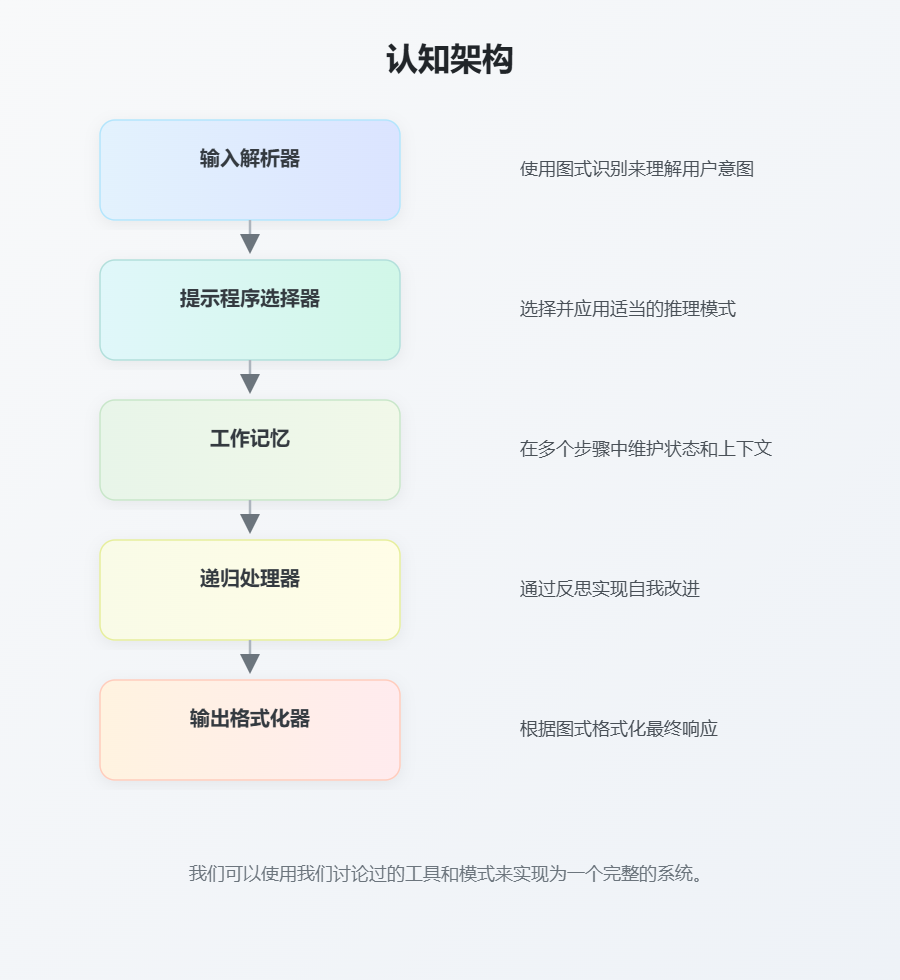 认知架构
输入解析器
使用图式识别来理解用户意图
提示程序选择器
选择并应用适当的推理模式
工作记忆
在多个步骤中维护状态和上下文
递归处理器
通过反思实现自我改进
输出格式化器
根据图式格式化最终响应
我们可以使用我们讨论过的工具和模式来实现为一个完整的系统。